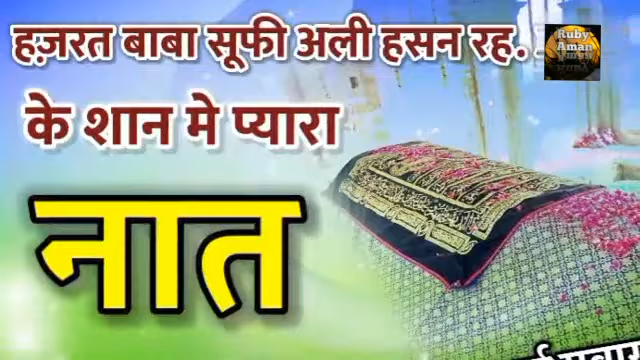 हज़रत बाबा सूफी अली हसन रह.
Ruby
Aman
के शान मे प्यारा
नात